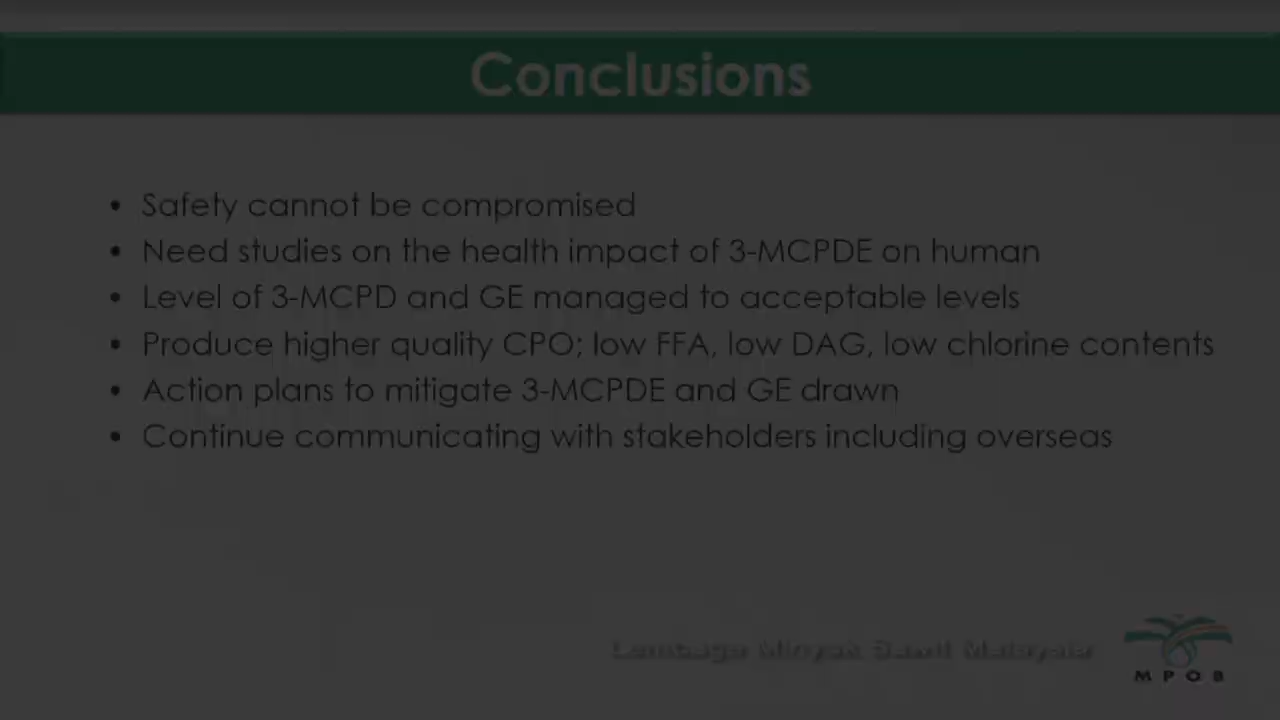 Conclusions
• Safety cannot be compromised
• Need studies on the health impact of 3-MCPDE on human
• Level of 3-MCPD and GE managed to acceptable levels
• Produce higher quality CPO; low FFA, low DAG, low chlorine contents
• Action plans to mitigate 3-MCPDE and GE drawn
• Continue communicating with stakeholders including overseas
Lembaga Minyak Sawit Malaysia
MPOB